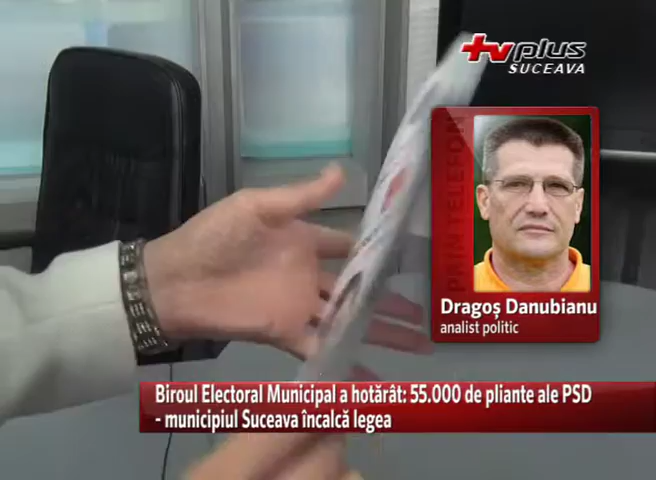 tvplus
SUCEAVA
PRIN TELEFON
Dragoș Danubianu
analist politic
Biroul Electoral Municipal a hotărât: 55.000 de pliante ale PSD
- municipiul Suceava încalcă legea